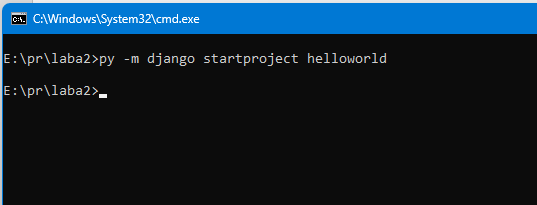 C:\Windows\System32\cmd.exe
E:\pr\laba2>py -m django startproject helloworld
E:\pr\laba2>